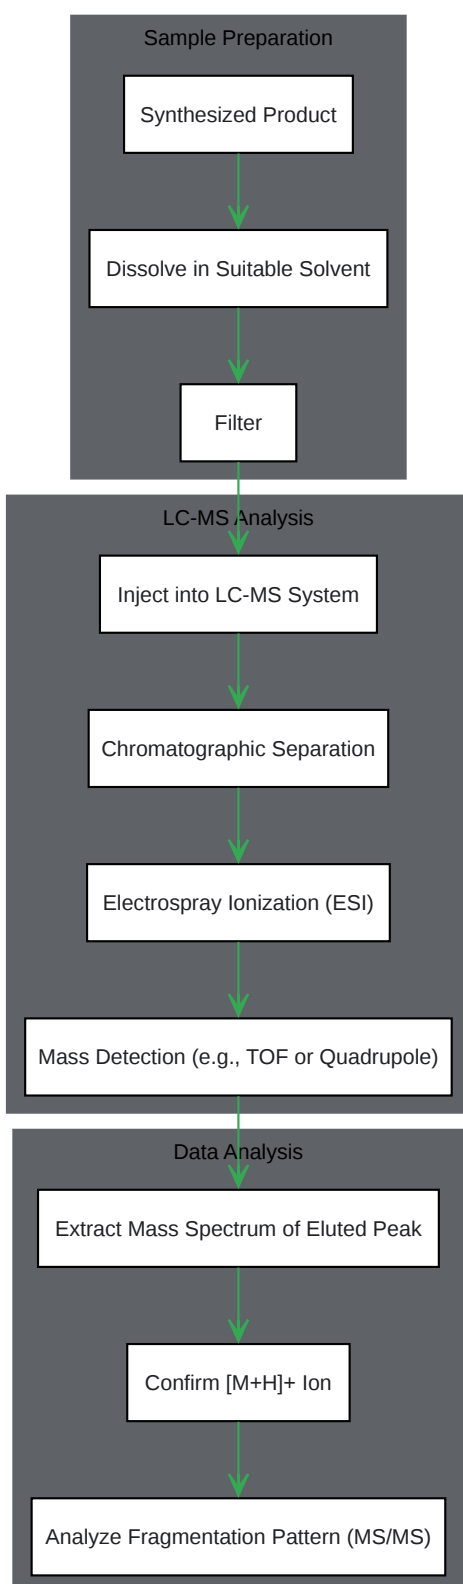 Sample Preparation
Synthesized Product
Dissolve in Suitable Solvent
Filter
LC-MS Analysis
Inject into LC-MS System
Chromatographic Separation
Electrospray Ionization (ESI)
Mass Detection (e.g., TOF or Quadrupole)
Data Analysis
Extract Mass Spectrum of Eluted Peak
Confirm [M+H]+ Ion
Analyze Fragmentation Pattern (MS/MS)